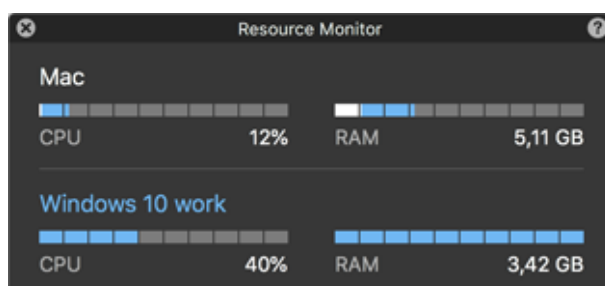 Resource Monitor
Mac
CPU 12% RAM 5,11 GB
Windows 10 work
CPU 40% RAM 3,42 GB